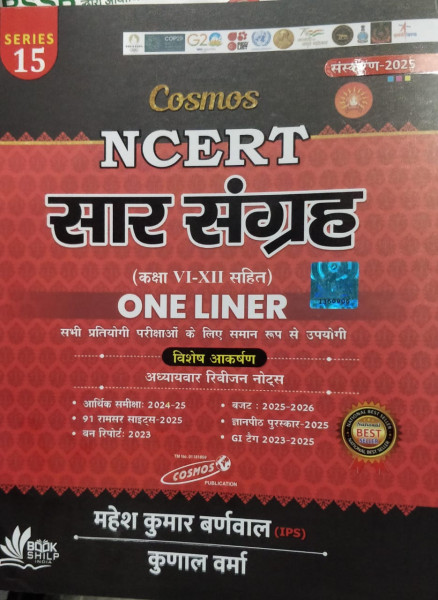 SERIES
15
G20
संस्करण-2025
Cosmos
NCERT
सार संग्रह
(कक्षा VI-XII सहित)
ONE LINER
सभी प्रतियोगी परीक्षाओं के लिए समान रूप से उपयोगी
विशेष आकर्षण
अध्यायवार रिवीजन नोट्स
• आर्थिक समीक्षा: 2024-25
• 91 रामसर साइट्स-2025
• वन रिपोर्ट: 2023
• बजट : 2025-2026
• ज्ञानपीठ पुरस्कार-2025
• GI टैग 2023-2025
BEST
COSMOS
PUBLICATION
महेश कुमार बर्णवाल (IPS)
कुणाल वर्मा
BOOK
SHILP
INDIA